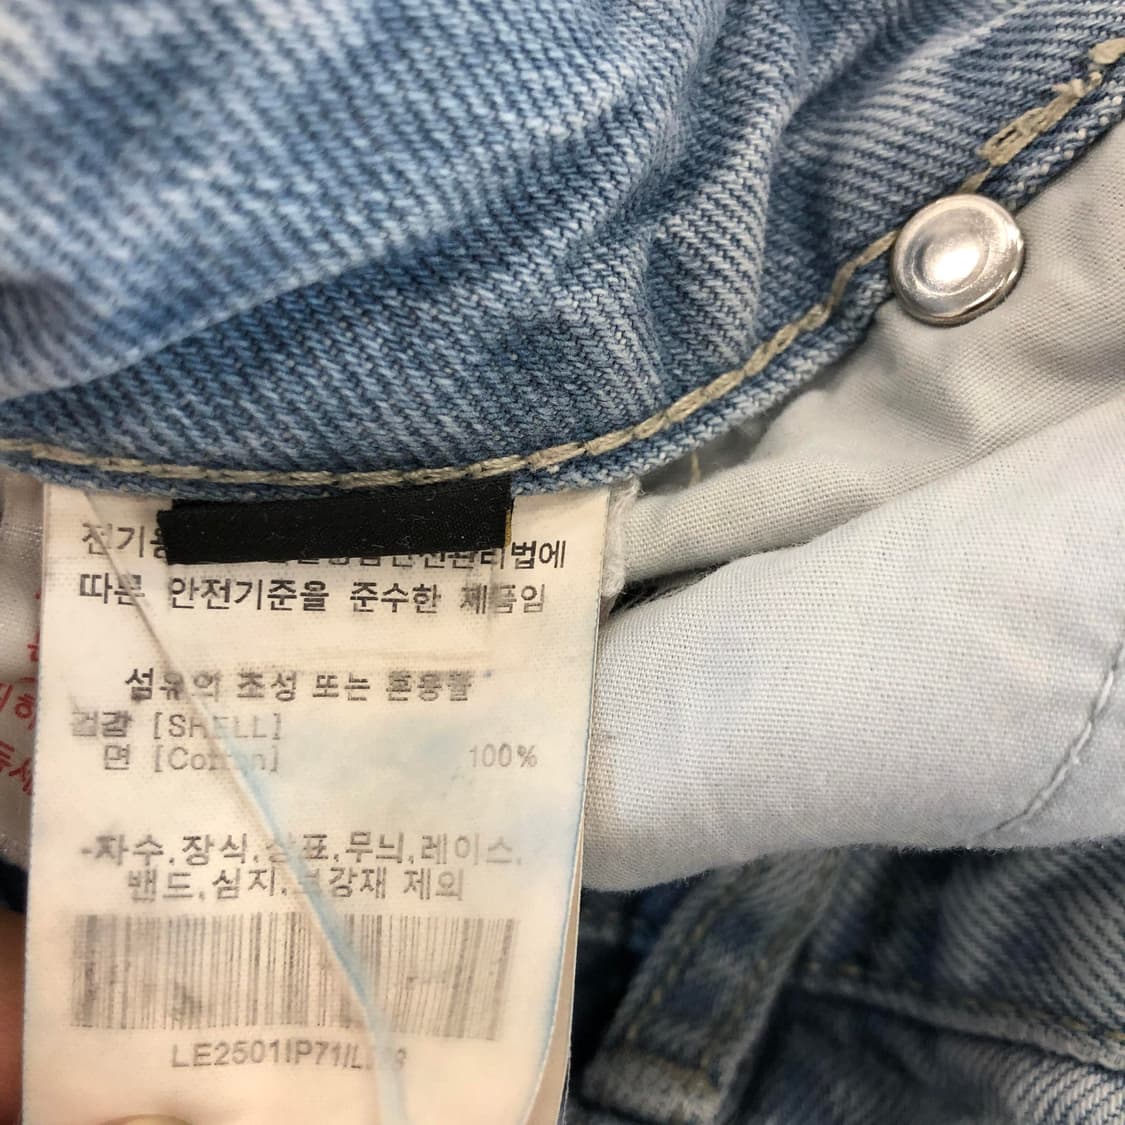 법에
따른 안전기준을 준수한 제품임
섬유의 조성 또는 혼용률
겉감 [SHELL]
면 [Cotton] 100%
-자수,장식,상표,무늬,레이스,
밴드,심지,보강재 제외